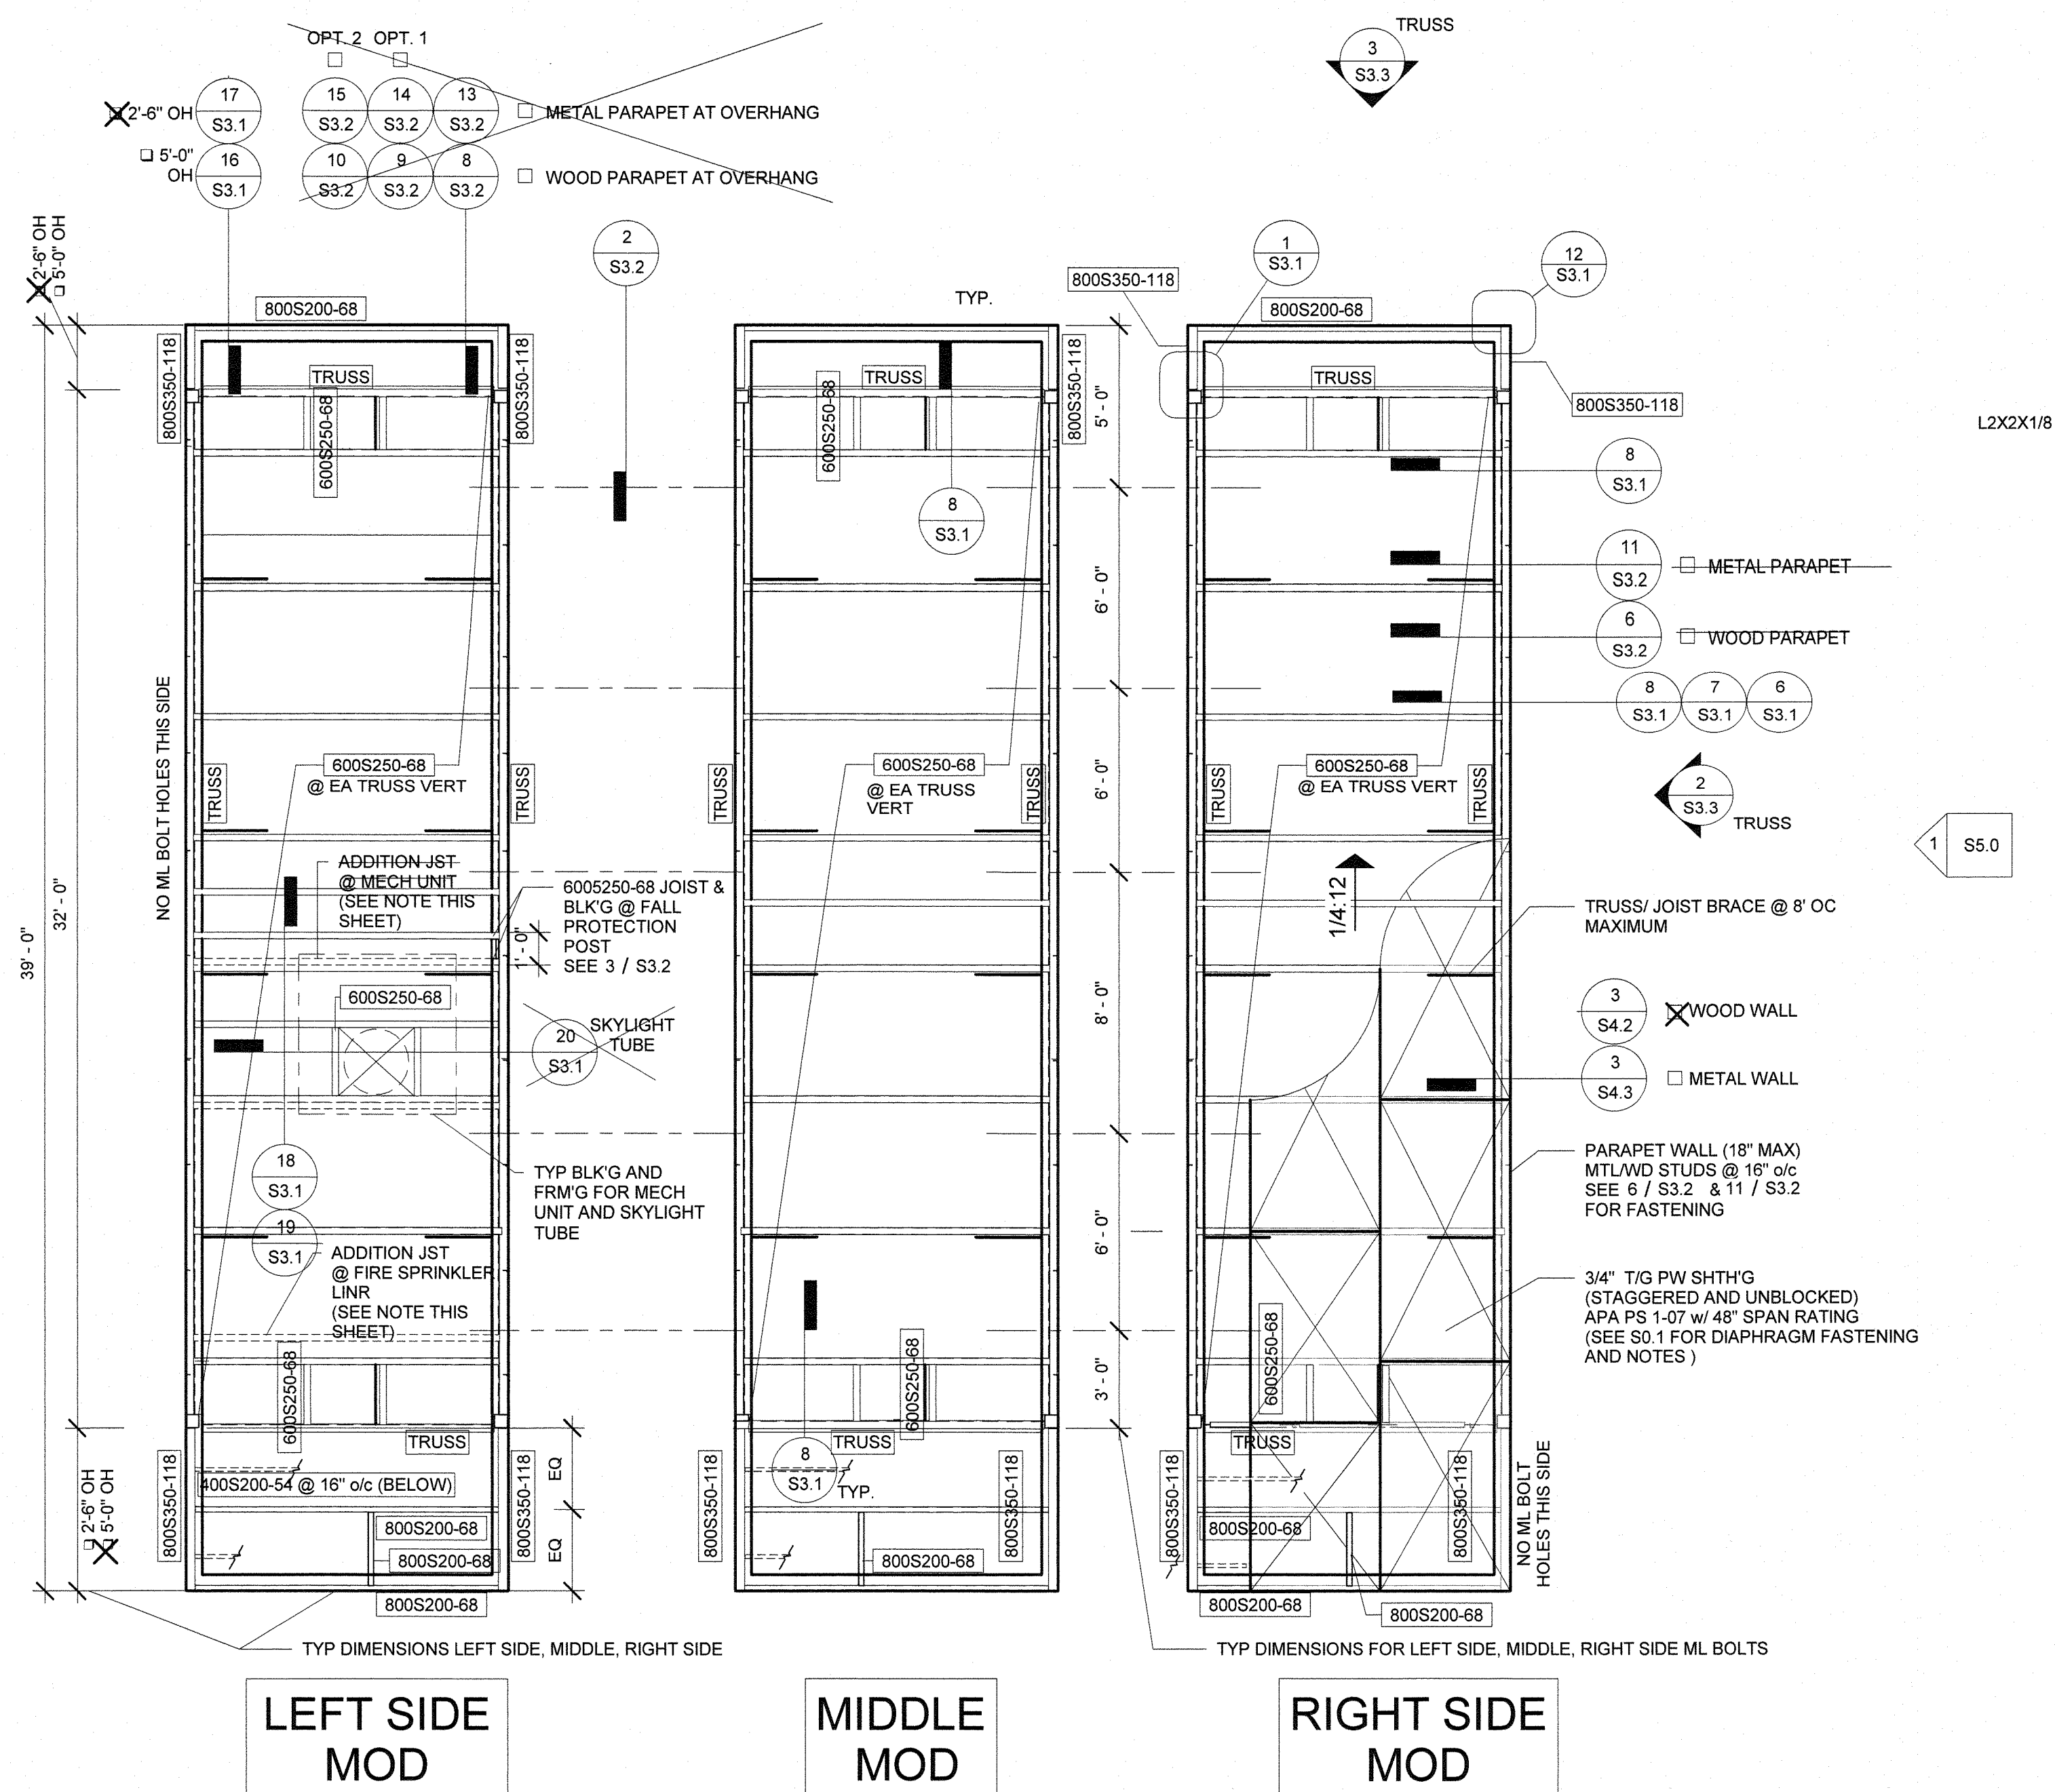 OPT. 2 OPT. 1
TRUSS
3
S3.3
2'-6" OH
17
S3.1
15
S3.2
14
S3.2
13
S3.2
METAL PARAPET AT OVERHANG
5'-0"
OH
16
S3.1
10
S3.2
9
S3.2
8
S3.2
WOOD PARAPET AT OVERHANG
2'-6" OH
5'-0" OH
2
S3.2
1
S3.1
12
S3.1
800S200-68
TYP.
800S350-118
800S200-68
800S350-118
TRUSS
800S350-118
600S250-68
TRUSS
600S250-68
800S350-118
TRUSS
800S350-118
L2X2X1/8
5' - 0"
8
S3.1
8
S3.1
11
S3.2
METAL PARAPET
6
S3.2
WOOD PARAPET
8
S3.1
7
S3.1
6
S3.1
6' - 0"
NO ML BOLT HOLES THIS SIDE
TRUSS
600S250-68
@ EA TRUSS VERT
TRUSS
TRUSS
600S250-68
@ EA TRUSS
VERT
TRUSS
6' - 0"
TRUSS
600S250-68
@ EA TRUSS VERT
TRUSS
2
S3.3
TRUSS
1
S5.0
39' - 0"
32' - 0"
ADDITION JST
@ MECH UNIT
(SEE NOTE THIS
SHEET)
6005250-68 JOIST &
BLK'G @ FALL
PROTECTION
POST
SEE 3 / S3.2
1' - 0"
1/4:12
TRUSS/ JOIST BRACE @ 8' OC
MAXIMUM
600S250-68
20
S3.1
SKYLIGHT
TUBE
8' - 0"
3
S4.2
WOOD WALL
3
S4.3
METAL WALL
18
S3.1
19
S3.1
TYP BLK'G AND
FRM'G FOR MECH
UNIT AND SKYLIGHT
TUBE
PARAPET WALL (18" MAX)
MTL/WD STUDS @ 16" o/c
SEE 6 / S3.2 & 11 / S3.2
FOR FASTENING
ADDITION JST
@ FIRE SPRINKLER
LINR
(SEE NOTE THIS
SHEET)
6' - 0"
3/4" T/G PW SHTH'G
(STAGGERED AND UNBLOCKED)
APA PS 1-07 w/ 48" SPAN RATING
(SEE S0.1 FOR DIAPHRAGM FASTENING
AND NOTES )
600S250-68
600S250-68
3' - 0"
600S250-68
TRUSS
TRUSS
TRUSS
2'-6" OH
5'-0" OH
800S350-118
400S200-54 @ 16" o/c (BELOW)
800S350-118
EQ
EQ
800S200-68
800S200-68
800S200-68
800S350-118
8
S3.1
TYP.
800S350-118
800S200-68
800S350-118
800S200-68
800S200-68
800S350-118
800S200-68
NO ML BOLT
HOLES THIS SIDE
TYP DIMENSIONS LEFT SIDE, MIDDLE, RIGHT SIDE
TYP DIMENSIONS FOR LEFT SIDE, MIDDLE, RIGHT SIDE ML BOLTS
LEFT SIDE
MOD
MIDDLE
MOD
RIGHT SIDE
MOD